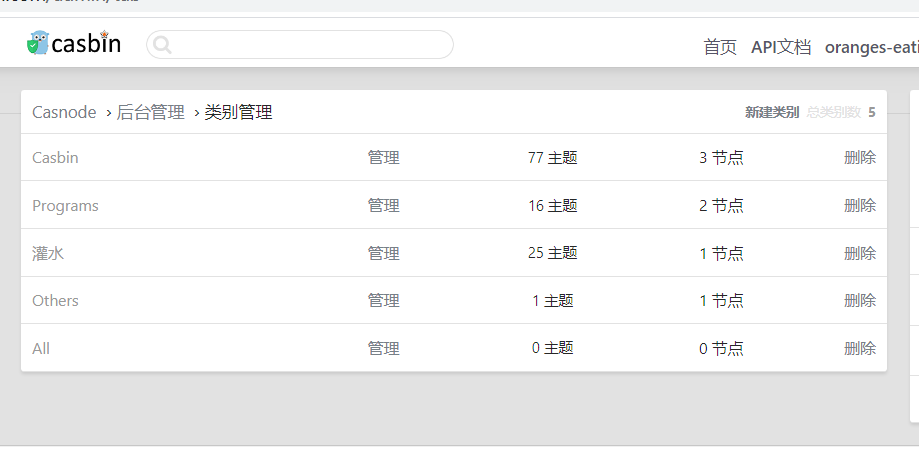 casbin
首页 API文档 oranges-eati
Casnode › 后台管理 › 类别管理 新建类别 总类别数 5
Casbin 管理 77 主题 3 节点 删除
Programs 管理 16 主题 2 节点 删除
灌水 管理 25 主题 1 节点 删除
Others 管理 1 主题 1 节点 删除
All 管理 0 主题 0 节点 删除